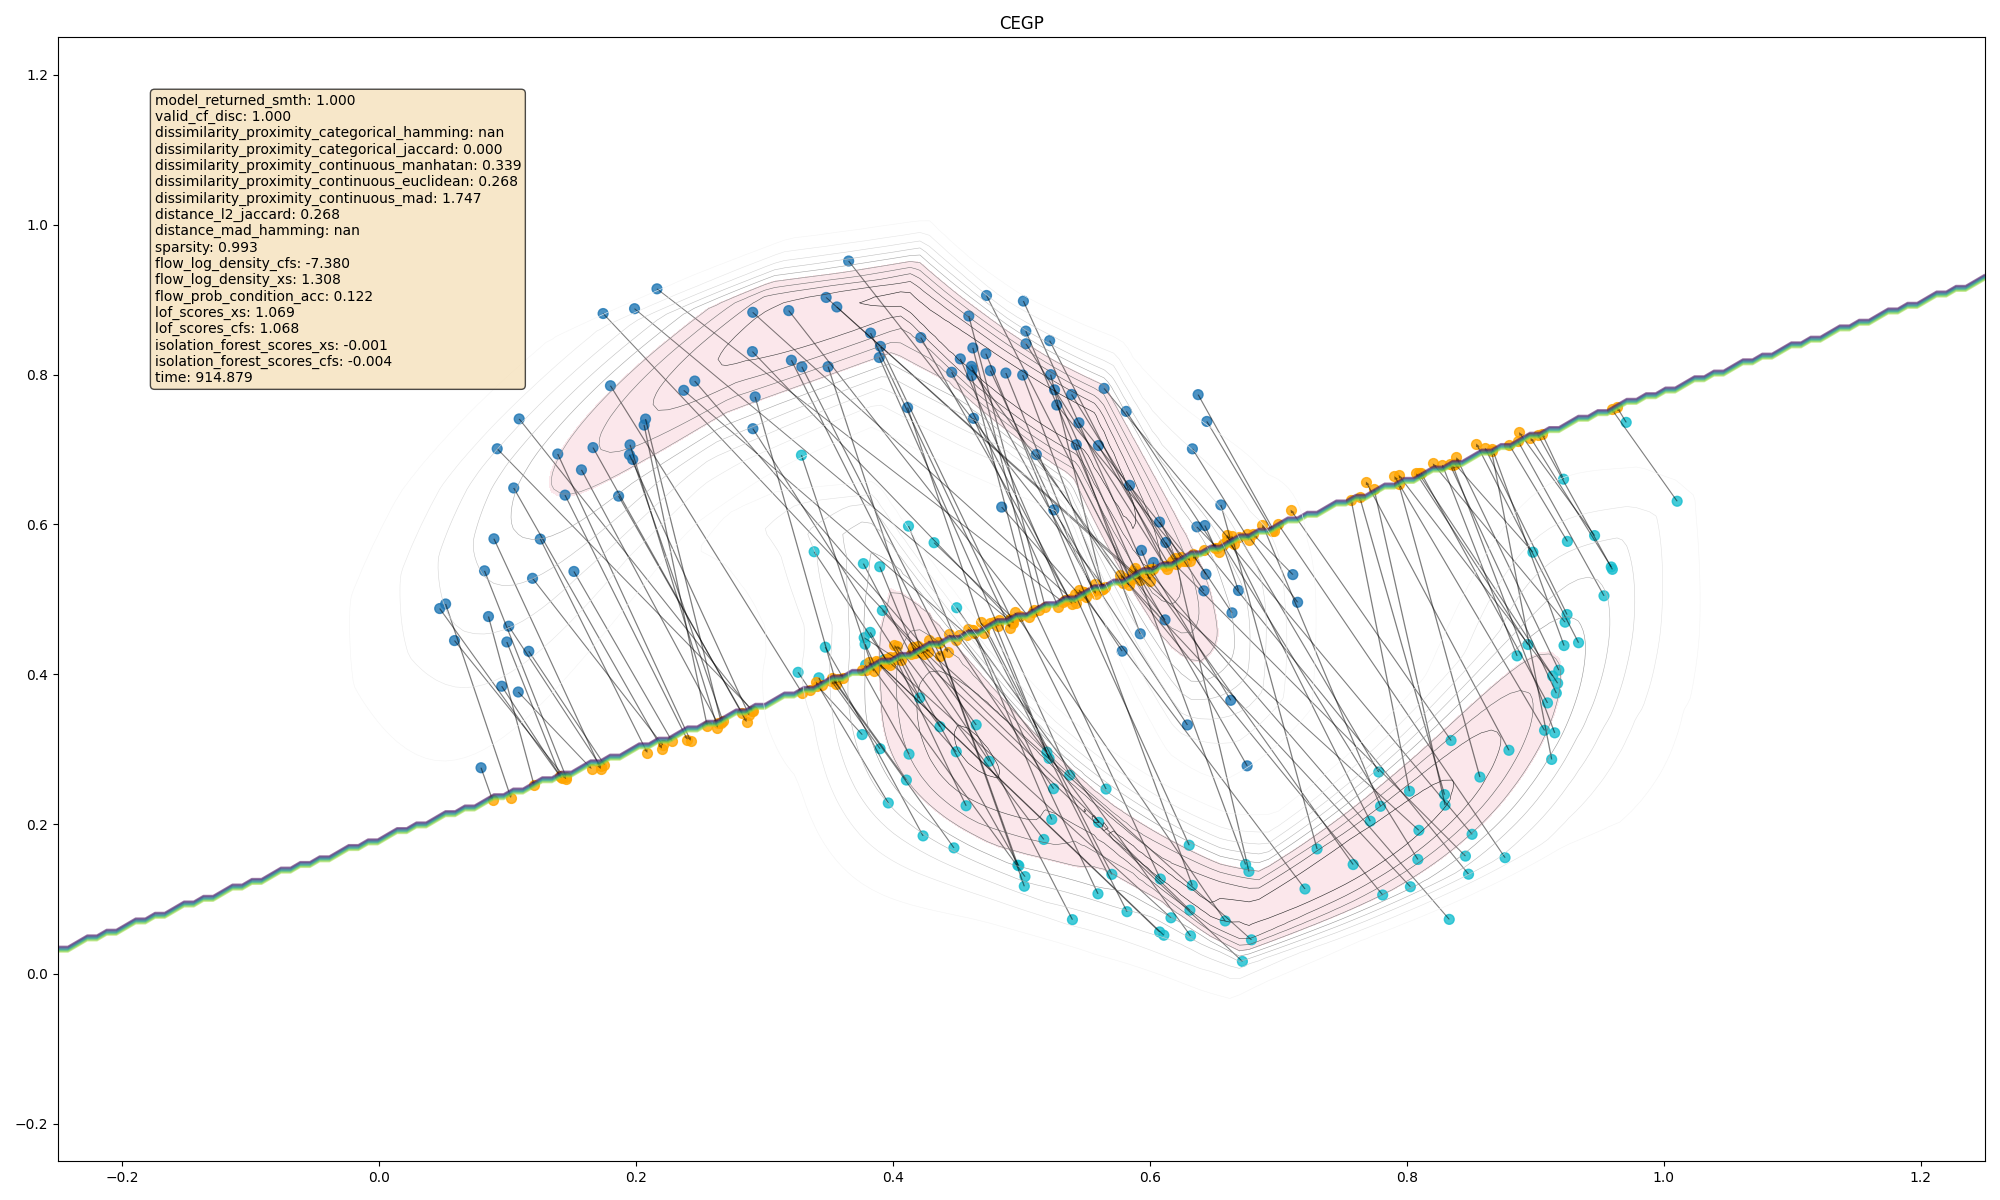 CEGP
model_returned_smth: 1.000
valid_cf_disc: 1.000
dissimilarity_proximity_categorical_hamming: nan
dissimilarity_proximity_categorical_jaccard: 0.000
dissimilarity_proximity_continuous_manhatan: 0.339
dissimilarity_proximity_continuous_euclidean: 0.268
dissimilarity_proximity_continuous_mad: 1.747
distance_l2_jaccard: 0.268
distance_mad_hamming: nan
sparsity: 0.993
flow_log_density_cfs: -7.380
flow_log_density_xs: 1.308
flow_prob_condition_acc: 0.122
lof_scores_xs: 1.069
lof_scores_cfs: 1.068
isolation_forest_scores_xs: -0.001
isolation_forest_scores_cfs: -0.004
time: 914.879
1.2
1.0
0.8
0.6
0.4
0.2
0.0
−0.2
−0.2 0.0 0.2 0.4 0.6 0.8 1.0 1.2